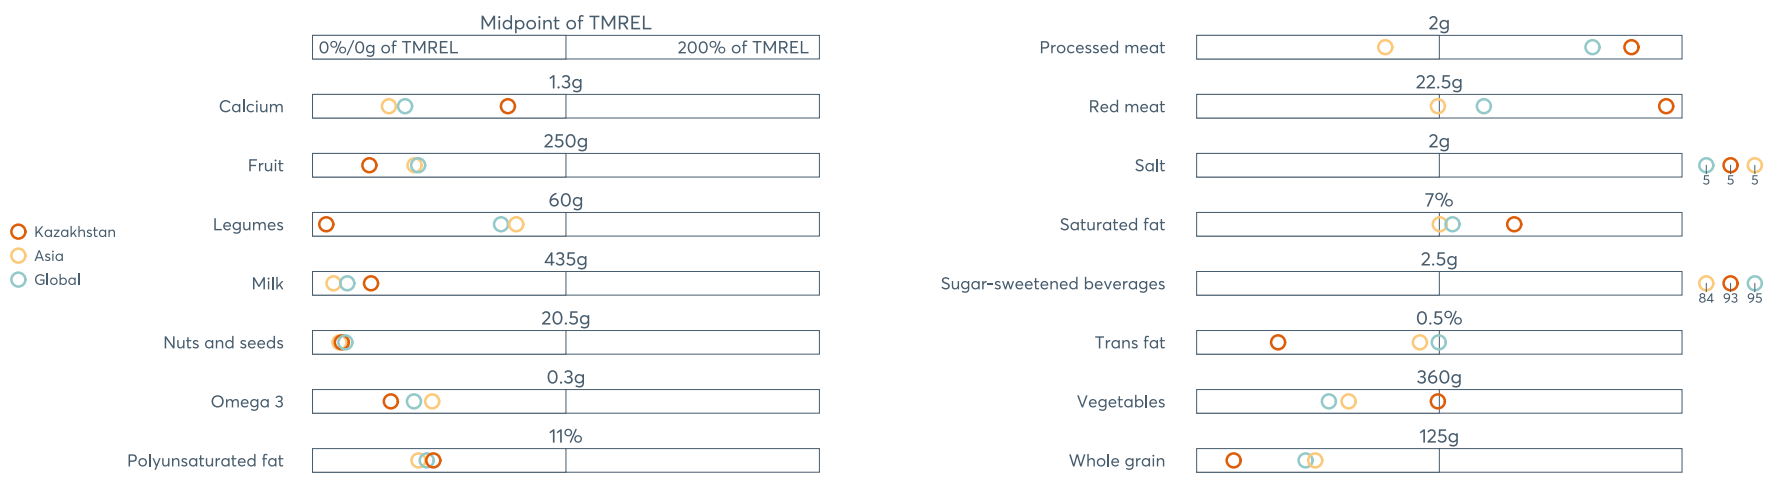 Midpoint of TMREL
0%/0g of TMREL 200% of TMREL
1.3g
Calcium
250g
Fruit
60g
Legumes
435g
Milk
20.5g
Nuts and seeds
0.3g
Omega 3
11%
Polyunsaturated fat
Kazakhstan
Asia
Global
2g
Processed meat
22.5g
Red meat
2g
Salt
5 5 5
7%
Saturated fat
2.5g
Sugar-sweetened beverages
84 93 95
0.5%
Trans fat
360g
Vegetables
125g
Whole grain